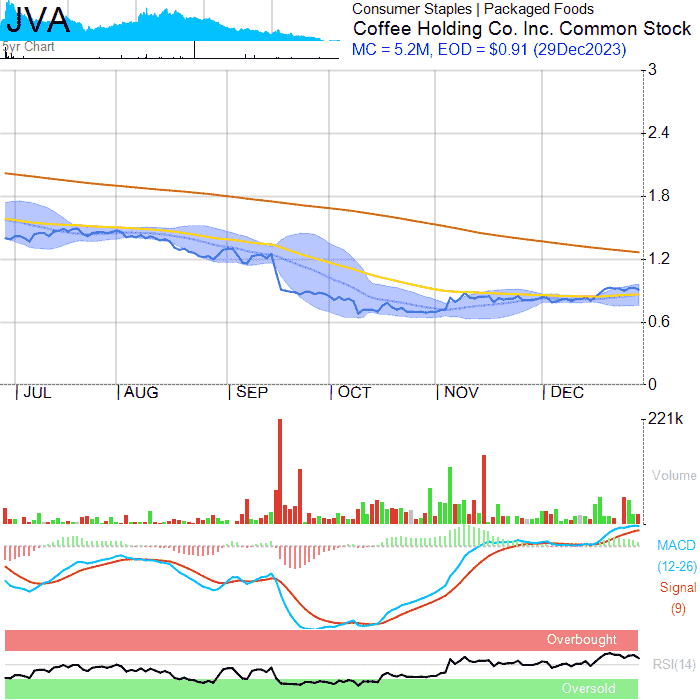 JVA
5yr Chart
Consumer Staples | Packaged Foods
Coffee Holding Co. Inc. Common Stock
MC = 5.2M, EOD = $0.91 (29Dec2023)
3
2.4
1.8
1.2
0.6
0
JUL AUG SEP OCT NOV DEC
221k
Volume
MACD
(12-26)
Signal
(9)
Overbought
RSI(14)
Oversold